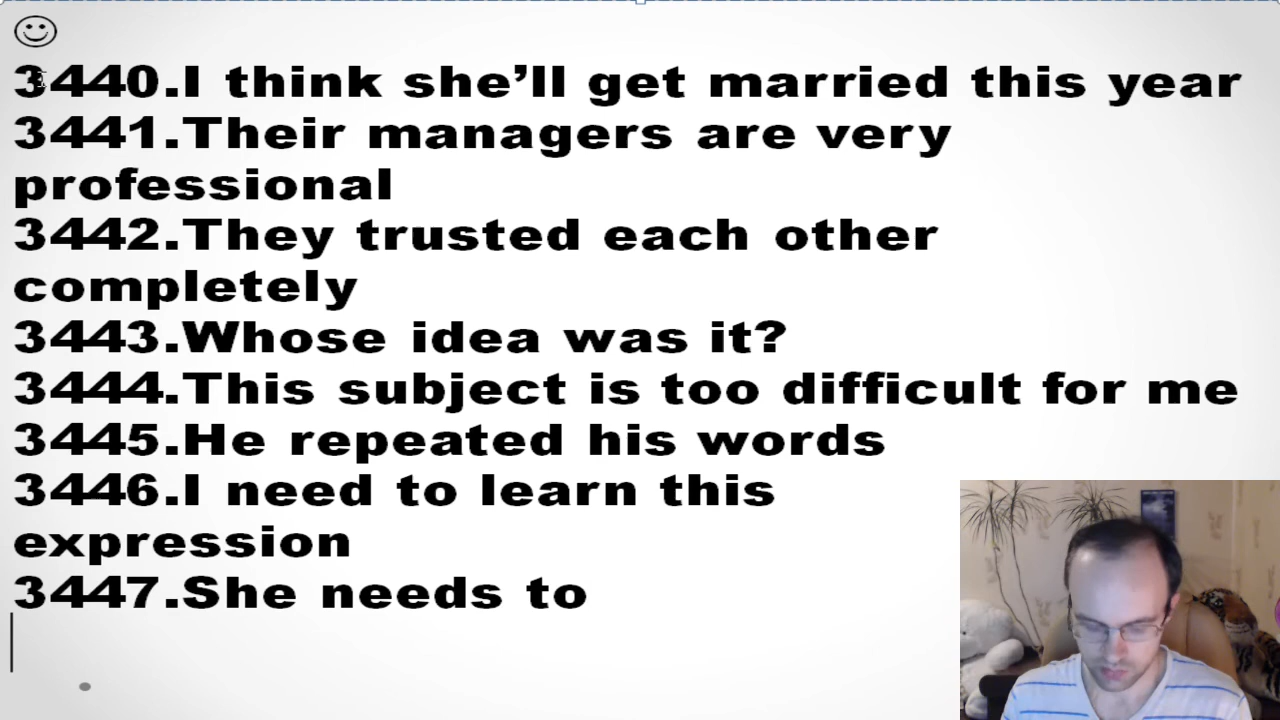 3440.I think she’ll get married this year
3441.Their managers are very
professional
3442.They trusted each other
completely
3443.Whose idea was it?
3444.This subject is too difficult for me
3445.He repeated his words
3446.I need to learn this
expression
3447.She needs to